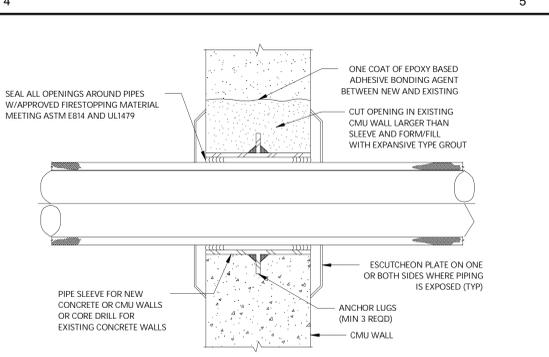 4
5
ONE COAT OF EPOXY BASED
ADHESIVE BONDING AGENT
BETWEEN NEW AND EXISTING
SEAL ALL OPENINGS AROUND PIPES
W/APPROVED FIRESTOPPING MATERIAL
MEETING ASTM E814 AND UL1479
CUT OPENING IN EXISTING
CMU WALL LARGER THAN
SLEEVE AND FORM/FILL
WITH EXPANSIVE TYPE GROUT
ESCUTCHEON PLATE ON ONE
OR BOTH SIDES WHERE PIPING
IS EXPOSED (TYP)
PIPE SLEEVE FOR NEW
CONCRETE OR CMU WALLS
OR CORE DRILL FOR
EXISTING CONCRETE WALLS
ANCHOR LUGS
(MIN 3 REQD)
CMU WALL